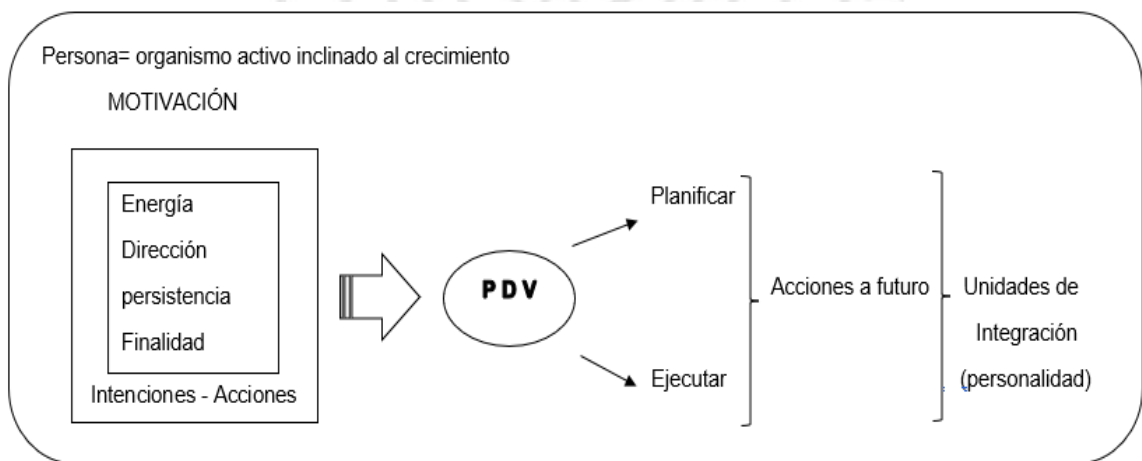 Persona= organismo activo inclinado al crecimiento
MOTIVACIÓN
Energía
Dirección
persistencia
Finalidad
Intenciones - Acciones
PDV
Planificar
Ejecutar
Acciones a futuro
Unidades de
Integración
(personalidad)